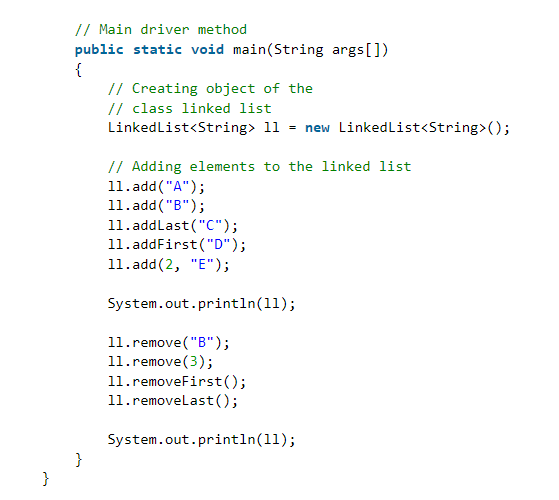 // Main driver method
public static void main(String args[])
{
// Creating object of the
// class linked list
LinkedList<String> ll = new LinkedList<String>();
// Adding elements to the linked list
ll.add("A");
ll.add("B");
ll.addLast("C");
ll.addFirst("D");
ll.add(2, "E");
System.out.println(ll);
ll.remove("B");
ll.remove(3);
ll.removeFirst();
ll.removeLast();
System.out.println(ll);
}
}